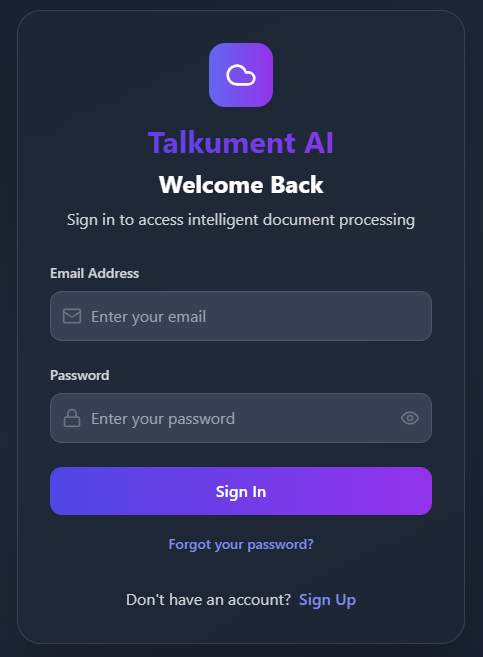 Talkument AI
Welcome Back
Sign in to access intelligent document processing
Email Address
Enter your email
Password
Enter your password
Sign In
Forgot your password?
Don't have an account? Sign Up